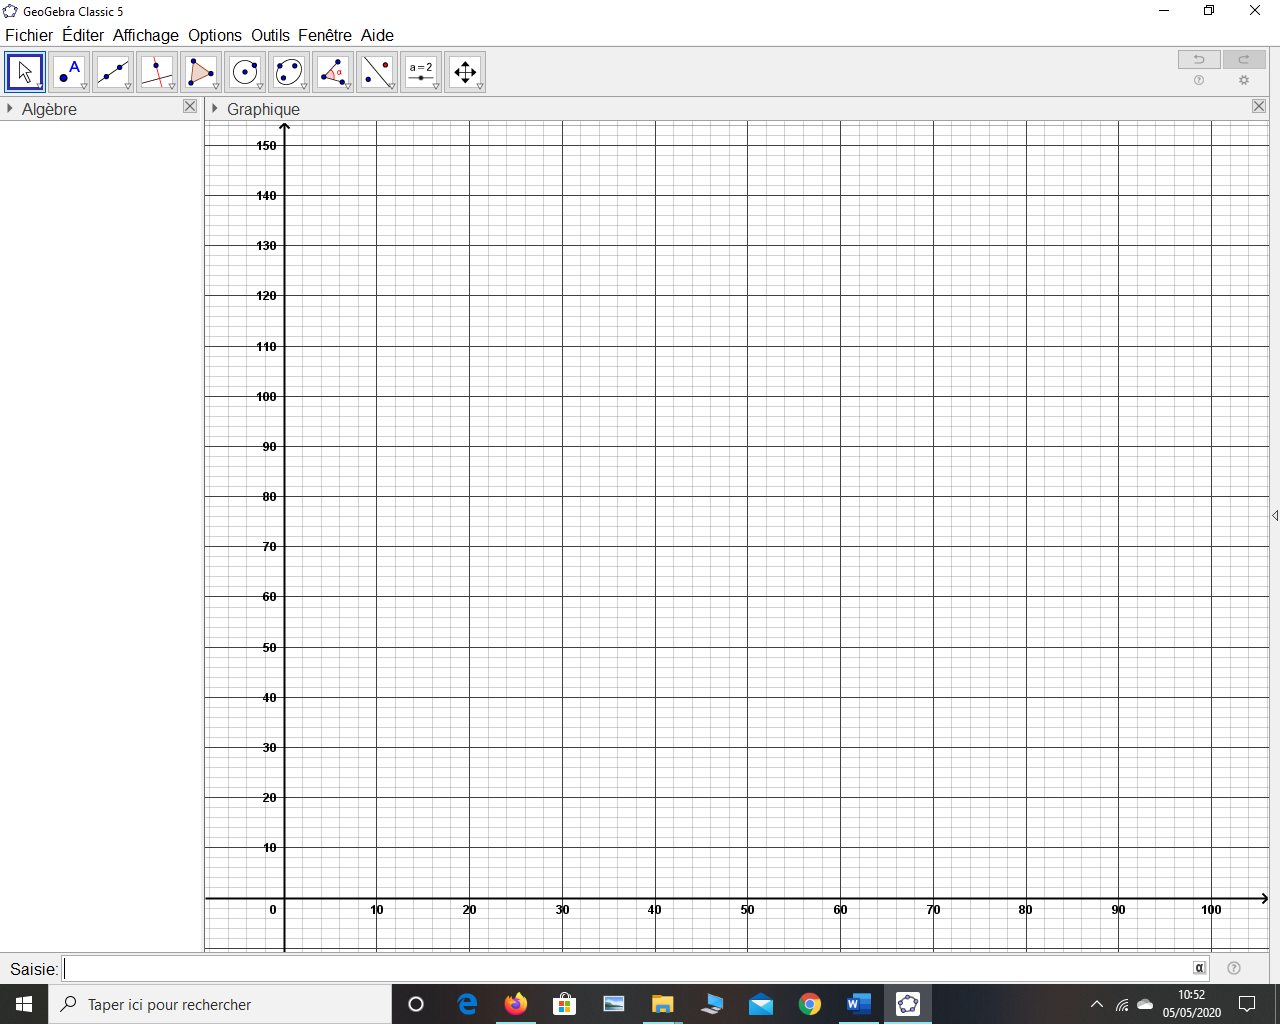 GeoGebra Classic 5
Fichier Éditer Affichage Options Outils Fenêtre Aide
A
α
a = 2
Algèbre
Graphique
150
140
130
120
110
100
90
80
70
60
50
40
30
20
10
0 10 20 30 40 50 60 70 80 90 100
Saisie: α
Taper ici pour rechercher
10:52
05/05/2020